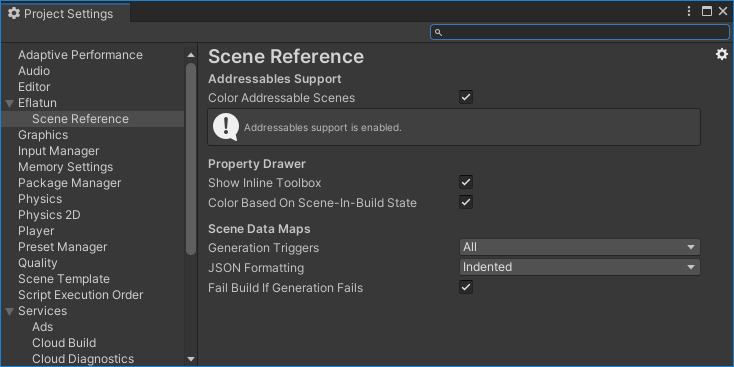 Project Settings
Adaptive Performance
Audio
Editor
Eflatun
Scene Reference
Graphics
Input Manager
Memory Settings
Package Manager
Physics
Physics 2D
Player
Preset Manager
Quality
Scene Template
Script Execution Order
Services
Ads
Cloud Build
Cloud Diagnostics
Scene Reference
Addressables Support
Color Addressable Scenes
Addressables support is enabled.
Property Drawer
Show Inline Toolbox
Color Based On Scene-In-Build State
Scene Data Maps
Generation Triggers All
JSON Formatting Indented
Fail Build If Generation Fails